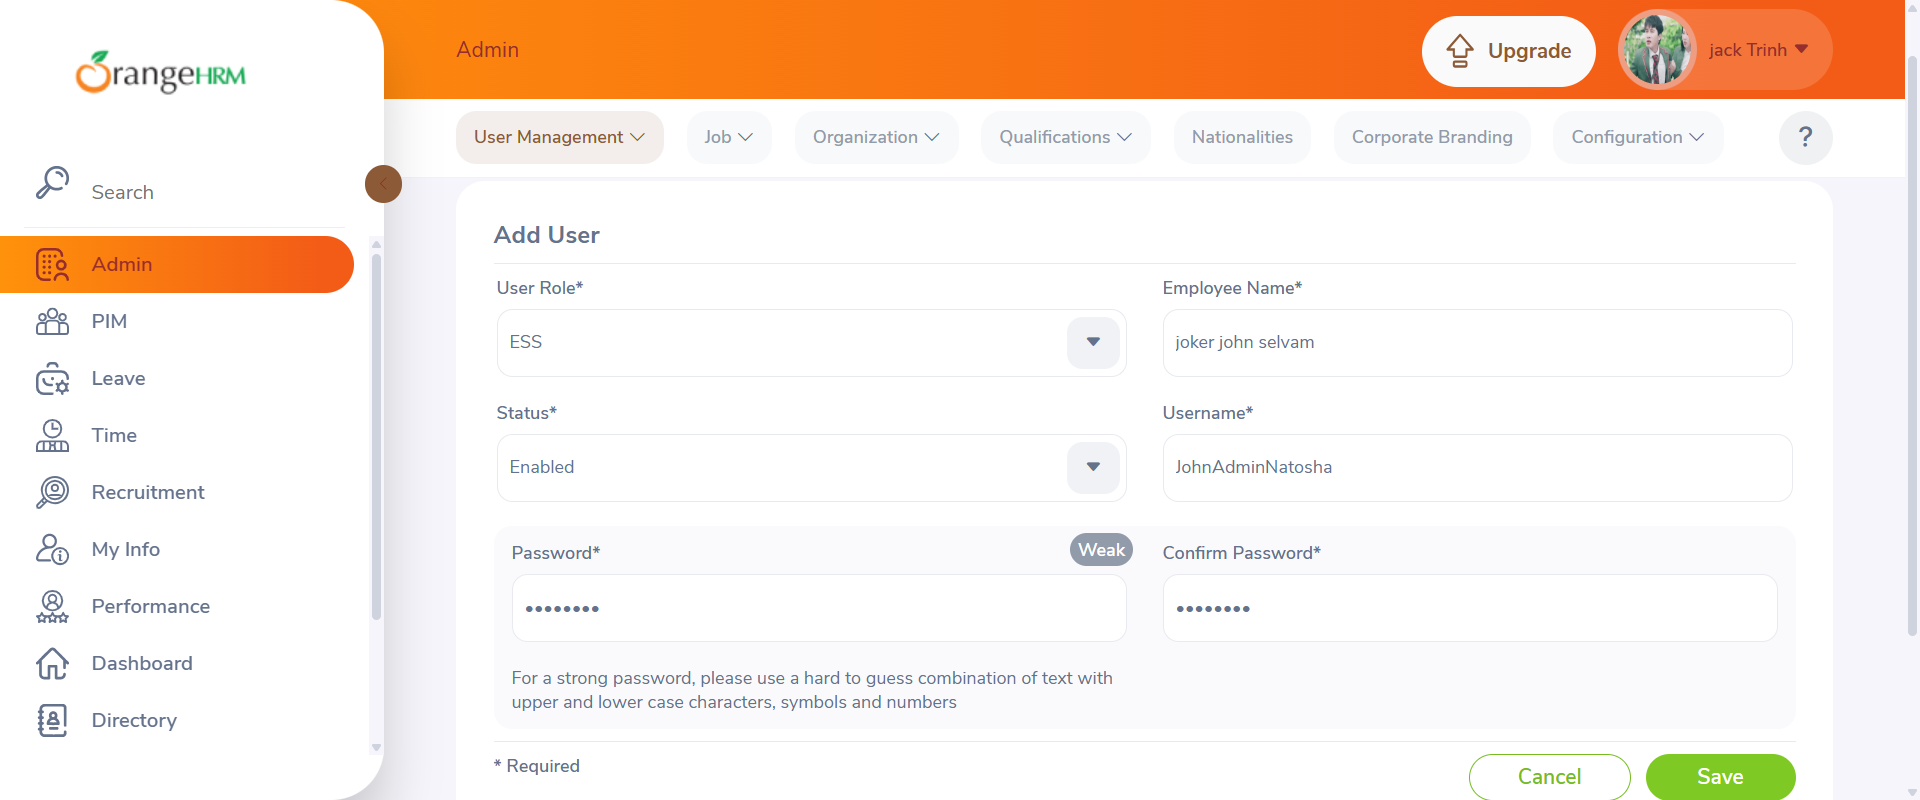 OrangeHRM
Search
Admin
PIM
Leave
Time
Recruitment
My Info
Performance
Dashboard
Directory
Admin
Upgrade
jack Trinh
User Management
Job
Organization
Qualifications
Nationalities
Corporate Branding
Configuration
?
Add User
User Role*
ESS
Employee Name*
joker john selvam
Status*
Enabled
Username*
JohnAdminNatosha
Password*
Weak
••••••••
Confirm Password*
••••••••
For a strong password, please use a hard to guess combination of text with
upper and lower case characters, symbols and numbers
* Required
Cancel
Save